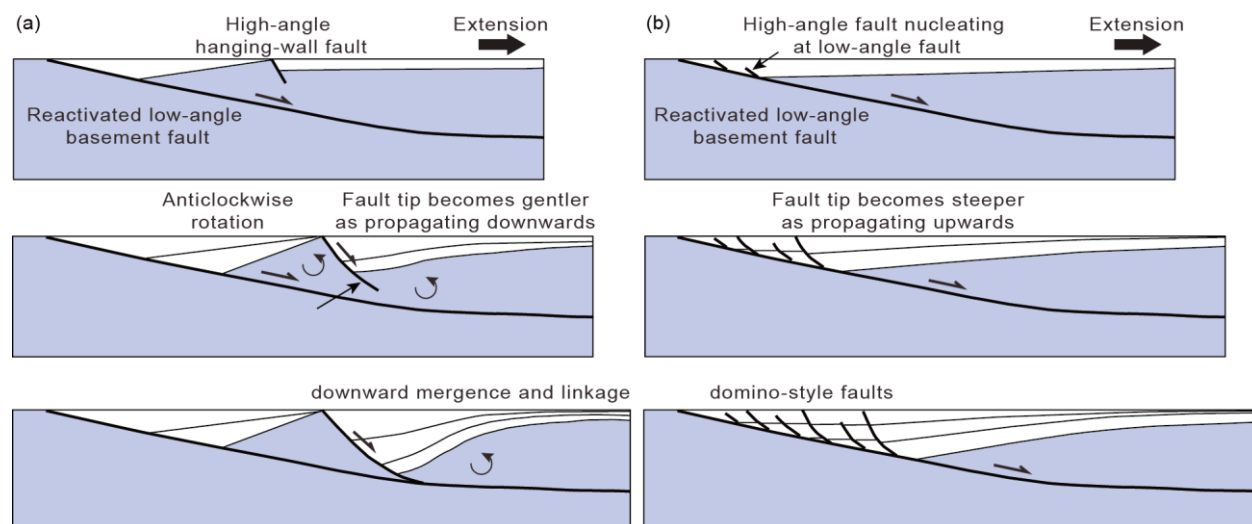 (a)
High-angle
hanging-wall fault
Extension
Reactivated low-angle
basement fault
Anticlockwise
rotation
Fault tip becomes gentler
as propagating downwards
downward mergence and linkage
(b)
High-angle fault nucleating
at low-angle fault
Extension
Reactivated low-angle
basement fault
Fault tip becomes steeper
as propagating upwards
domino-style faults